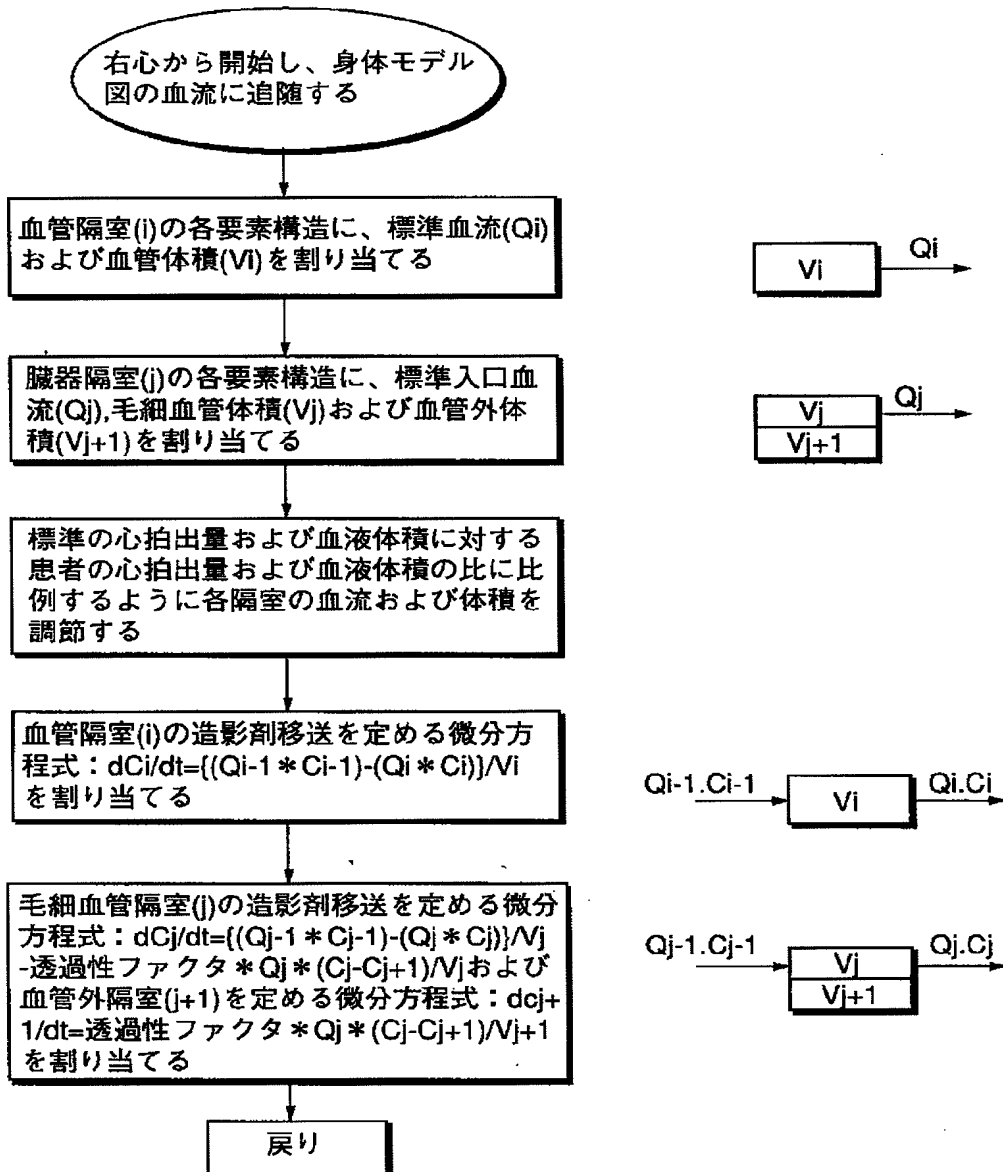 右心から開始し、身体モデル
図の血流に追随する
血管隔室(i)の各要素構造に、標準血流(Qi)
および血管体積(Vi)を割り当てる
Vi
Qi
臓器隔室(j)の各要素構造に、標準入口血
流(Qj),毛細血管体積(Vj)および血管外体
積(Vj+1)を割り当てる
Vj
Vj+1
Qj
標準の心拍出量および血液体積に対する
患者の心拍出量および血液体積の比に比
例するように各隔室の血流および体積を
調節する
血管隔室(i)の造影剤移送を定める微分方
程式：dCi/dt={(Qi-1＊Ci-1)-(Qi＊Ci)}/Vi
を割り当てる
Qi-1.Ci-1
Vi
Qi.Ci
毛細血管隔室(j)の造影剤移送を定める微分
方程式：dCj/dt={(Qj-1＊Cj-1)-(Qj＊Cj)}/Vj
-透過性ファクタ＊Qj＊(Cj-Cj+1)/Vjおよび
血管外隔室(j+1)を定める微分方程式：dcj+
1/dt=透過性ファクタ＊Qj＊(Cj-Cj+1)/Vj+1
を割り当てる
Qj-1.Cj-1
Vj
Vj+1
Qj.Cj
戻り